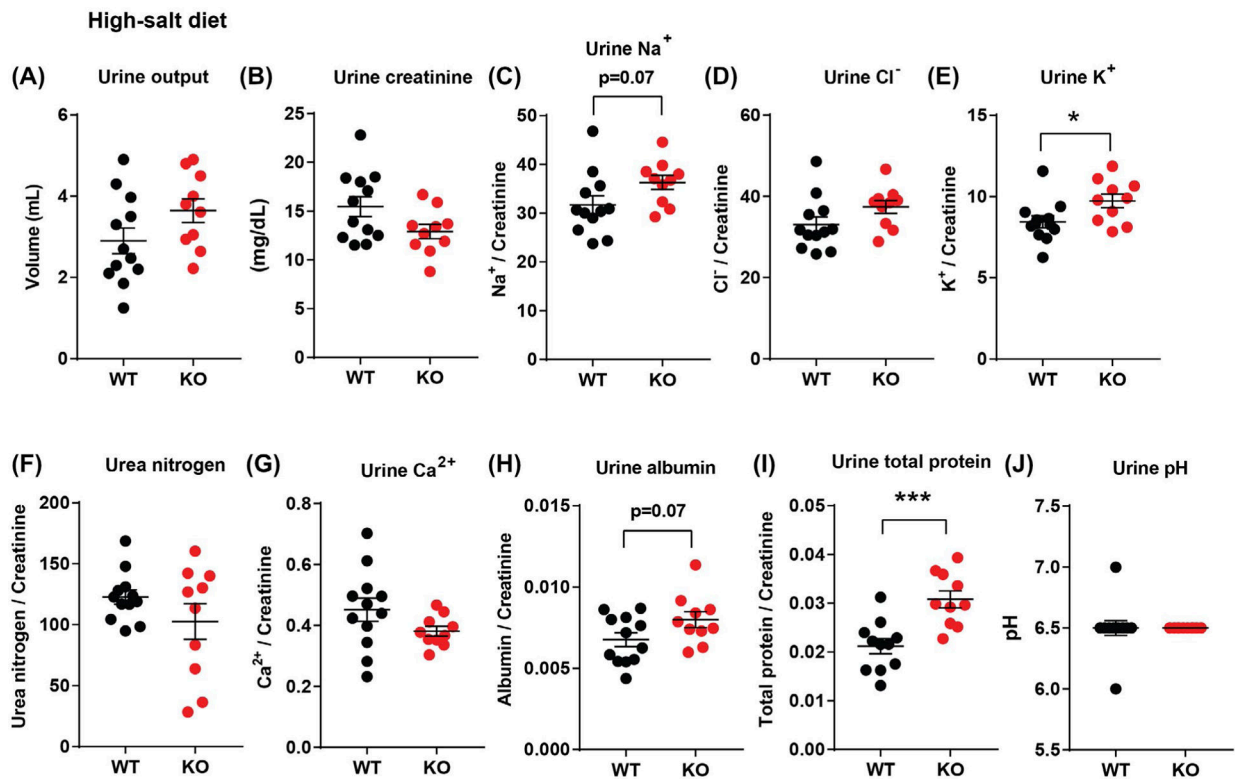 High-salt diet
(A)
Urine output
Volume (mL)
6
4
2
0
WT
KO
(B)
Urine creatinine
(mg/dL)
25
20
15
10
5
0
WT
KO
(C)
Urine Na⁺
p=0.07
Na⁺ / Creatinine
50
40
30
20
10
0
WT
KO
(D)
Urine Cl⁻
Cl⁻ / Creatinine
60
40
20
0
WT
KO
(E)
Urine K⁺
*
K⁺ / Creatinine
15
10
5
0
WT
KO
(F)
Urea nitrogen
Urea nitrogen / Creatinine
200
150
100
50
0
WT
KO
(G)
Urine Ca²⁺
Ca²⁺ / Creatinine
0.8
0.6
0.4
0.2
0.0
WT
KO
(H)
Urine albumin
p=0.07
Albumin / Creatinine
0.015
0.010
0.005
0.000
WT
KO
(I)
Urine total protein
***
Total protein / Creatinine
0.05
0.04
0.03
0.02
0.01
0.00
WT
KO
(J)
Urine pH
pH
7.5
7.0
6.5
6.0
5.5
WT
KO